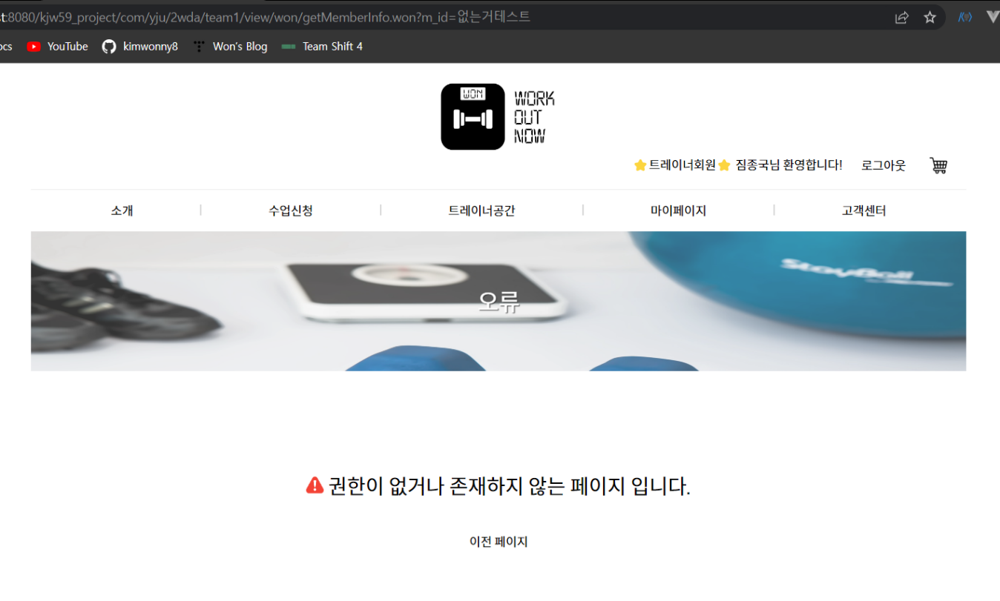 t:8080/kjw59_project/com/yju/2wda/team1/view/won/getMemberInfo.won?m_id=없는거테스트
ocs YouTube kimwonny8 Won's Blog Team Shift 4
WON
WORK
OUT
NOW
트레이너회원 짐종국님 환영합니다! 로그아웃
소개 수업신청 트레이너공간 마이페이지 고객센터
StayBall
오류
권한이 없거나 존재하지 않는 페이지 입니다.
이전 페이지